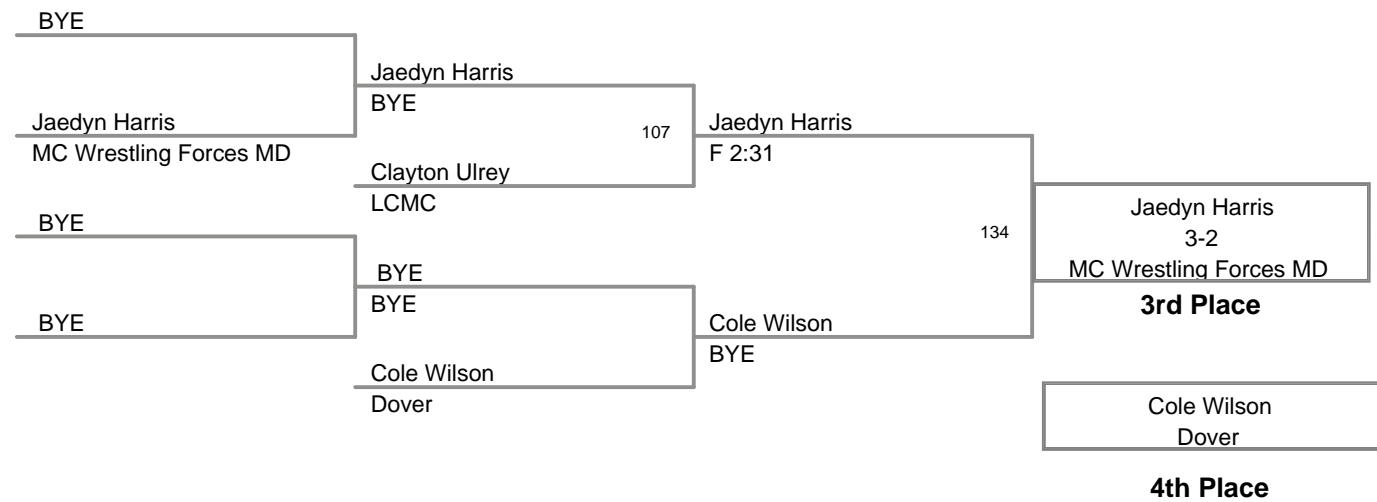 BYE
Jaedyn Harris
MC Wrestling Forces MD
BYE
BYE
Jaedyn Harris
BYE
Clayton Ulrey
LCMC
BYE
BYE
Cole Wilson
Dover
107
Jaedyn Harris
F 2:31
Cole Wilson
BYE
134
Jaedyn Harris
3-2
MC Wrestling Forces MD
3rd Place
Cole Wilson
Dover
4th Place